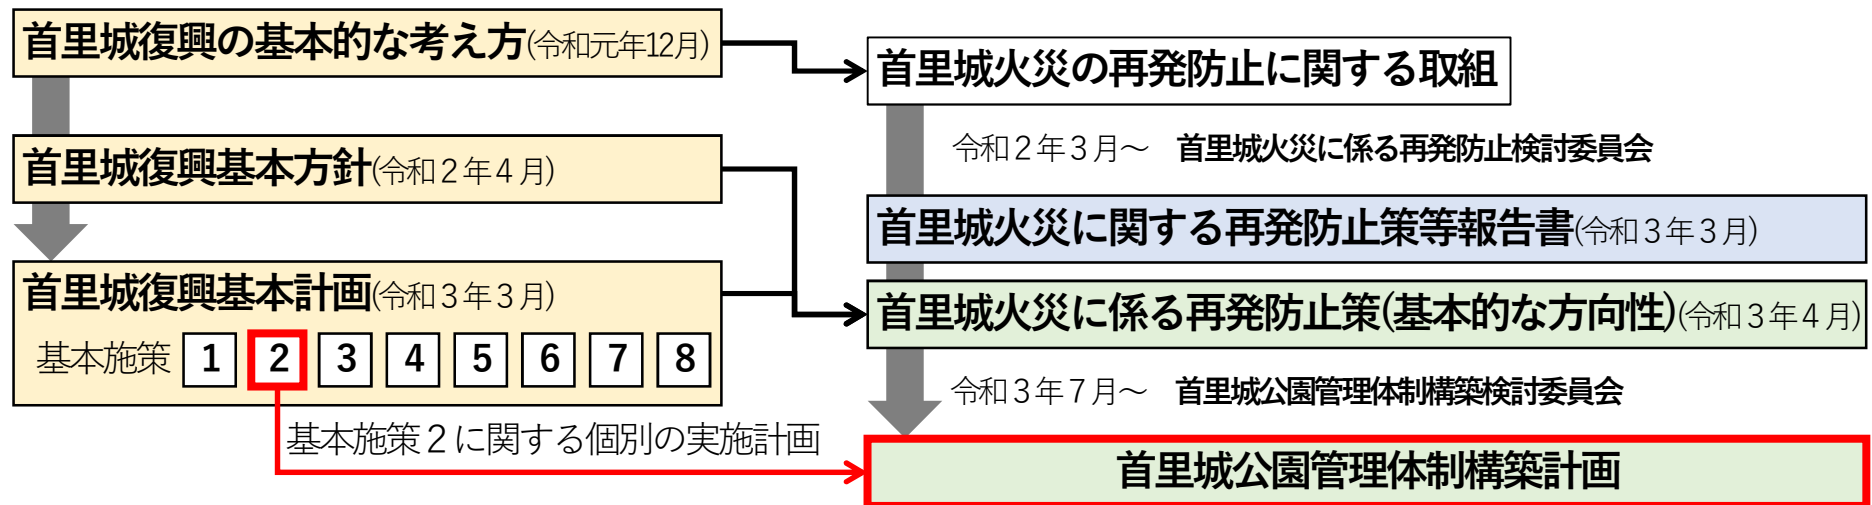 首里城復興の基本的な考え方(令和元年12月)
首里城復興基本方針(令和２年４月)
首里城復興基本計画(令和３年３月)
基本施策 1 2 3 4 5 6 7 8
基本施策２に関する個別の実施計画
首里城火災の再発防止に関する取組
令和２年３月～ 首里城火災に係る再発防止検討委員会
首里城火災に関する再発防止策等報告書(令和３年３月)
首里城火災に係る再発防止策(基本的な方向性)(令和３年４月)
令和３年７月～ 首里城公園管理体制構築検討委員会
首里城公園管理体制構築計画